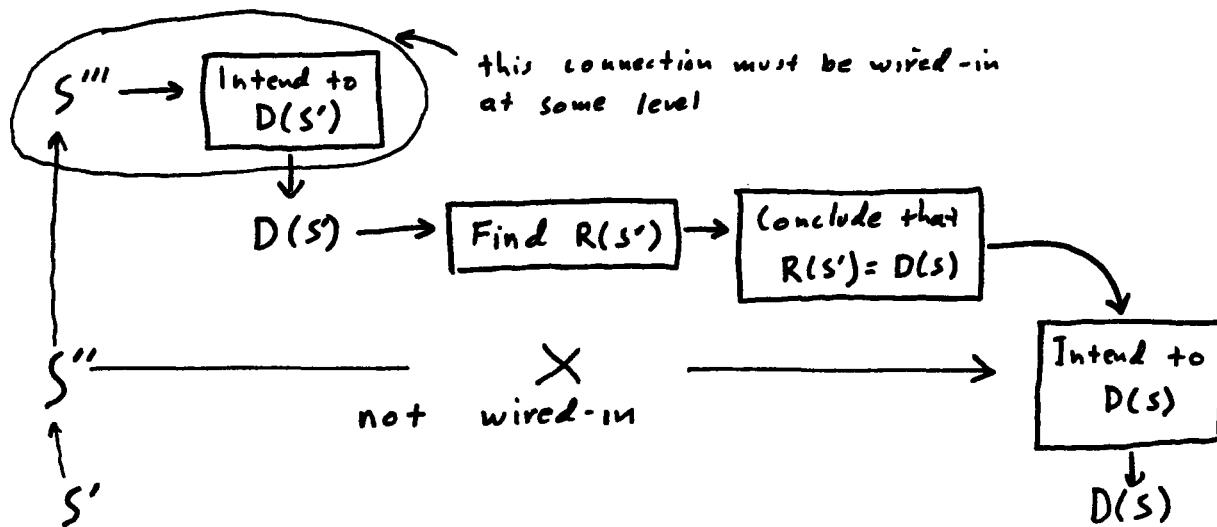 this connection must be wired-in
at some level
S''' → Intend to
D(S')
D(S') → Find R(S') → Conclude that
R(S') = D(S)
S'' X Intend to
D(S)
not wired-in
S'
D(S)